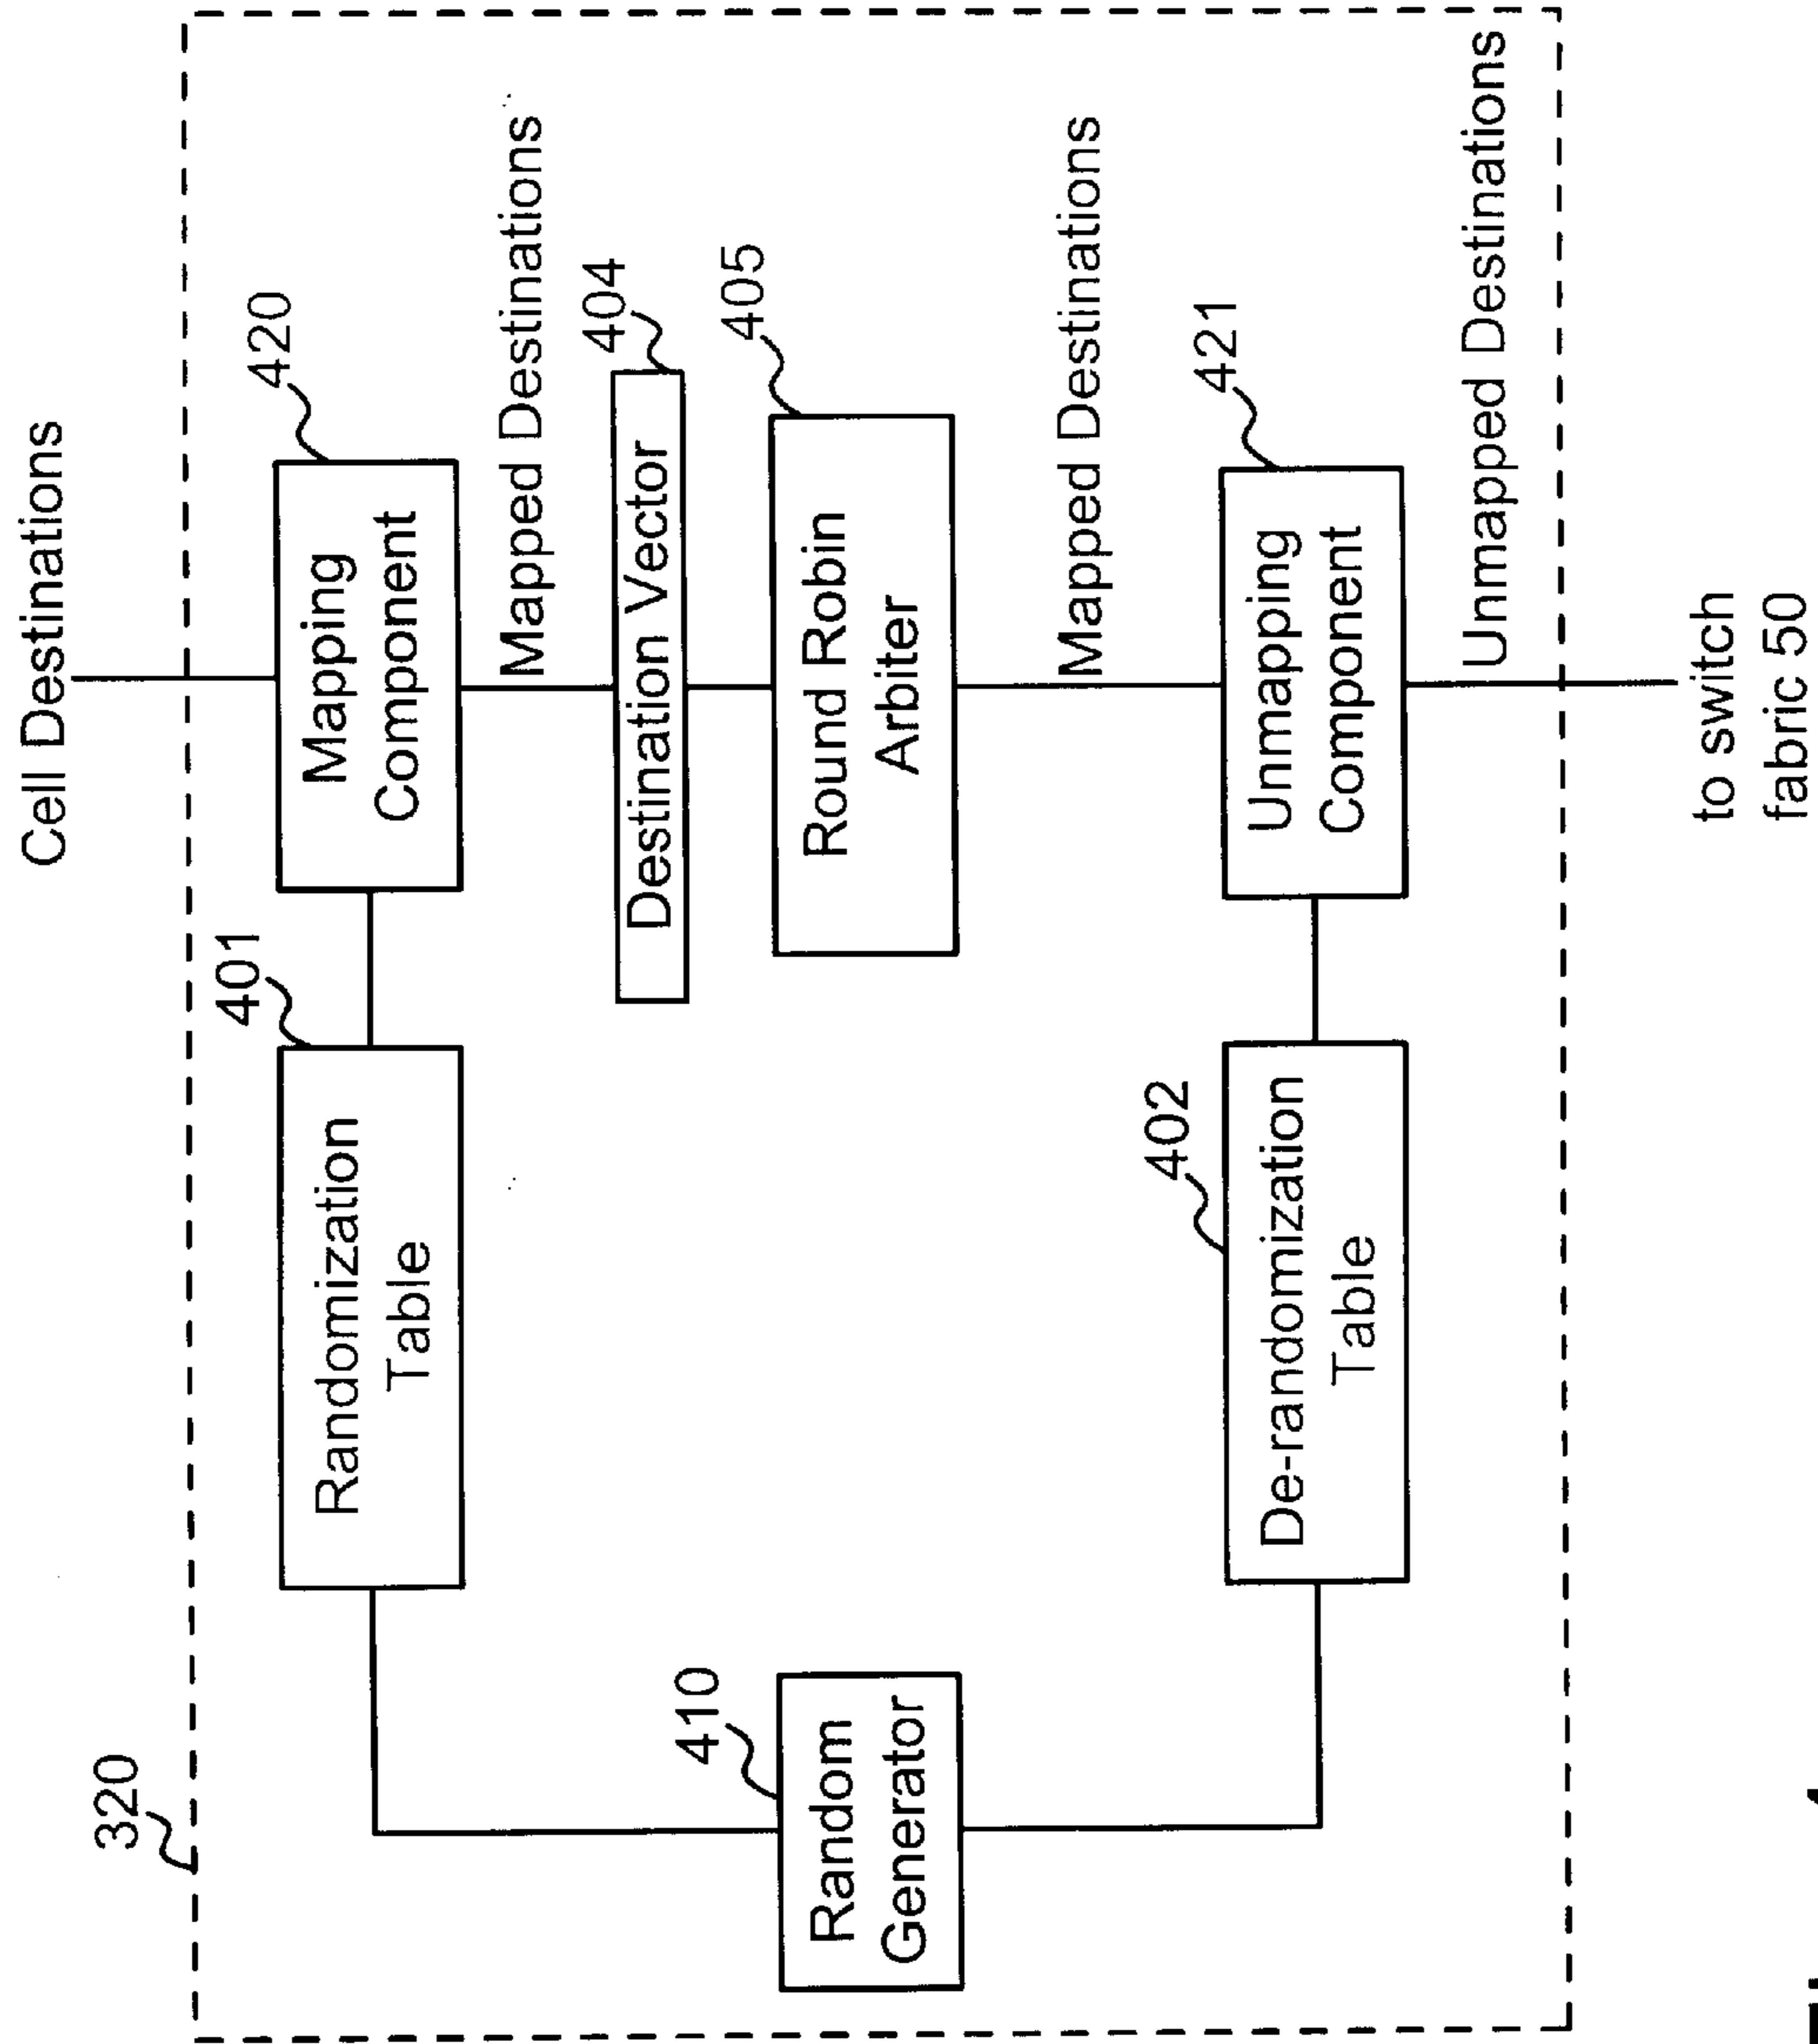 Cell Destinations
320
401
420
Randomization
Table
Mapping
Component
Mapped Destinations
404
Destination Vector
410
Random
Generator
405
Round Robin
Arbiter
Mapped Destinations
402
421
De-randomization
Table
Unmapping
Component
Unmapped Destinations
to switch
fabric 50